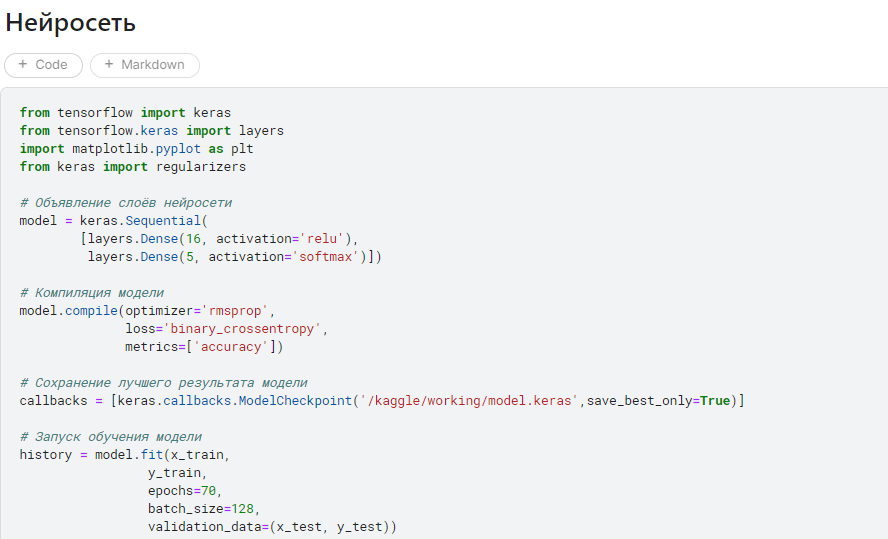 Нейросеть
+ Code + Markdown
from tensorflow import keras
from tensorflow.keras import layers
import matplotlib.pyplot as plt
from keras import regularizers
# Объявление слоёв нейросети
model = keras.Sequential(
[layers.Dense(16, activation='relu'),
layers.Dense(5, activation='softmax')])
# Компиляция модели
model.compile(optimizer='rmsprop',
loss='binary_crossentropy',
metrics=['accuracy'])
# Сохранение лучшего результата модели
callbacks = [keras.callbacks.ModelCheckpoint('/kaggle/working/model.keras',save_best_only=True)]
# Запуск обучения модели
history = model.fit(x_train,
y_train,
epochs=70,
batch_size=128,
validation_data=(x_test, y_test))